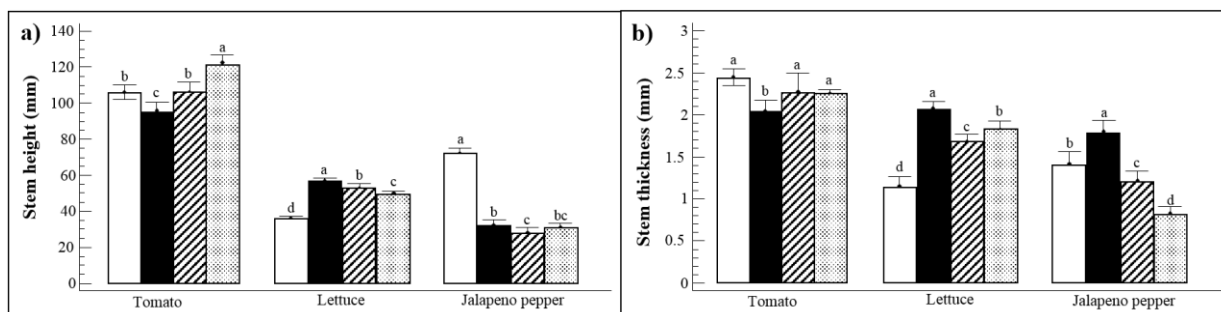 a)
Stem height (mm)
140
120
100
80
60
40
20
0
b
c
b
a
d
a
b
c
a
b
c
bc
Tomato
Lettuce
Jalapeno pepper
b)
Stem thickness (mm)
3
2.5
2
1.5
1
0.5
0
a
b
a
a
d
a
c
b
b
a
c
d
Tomato
Lettuce
Jalapeno pepper